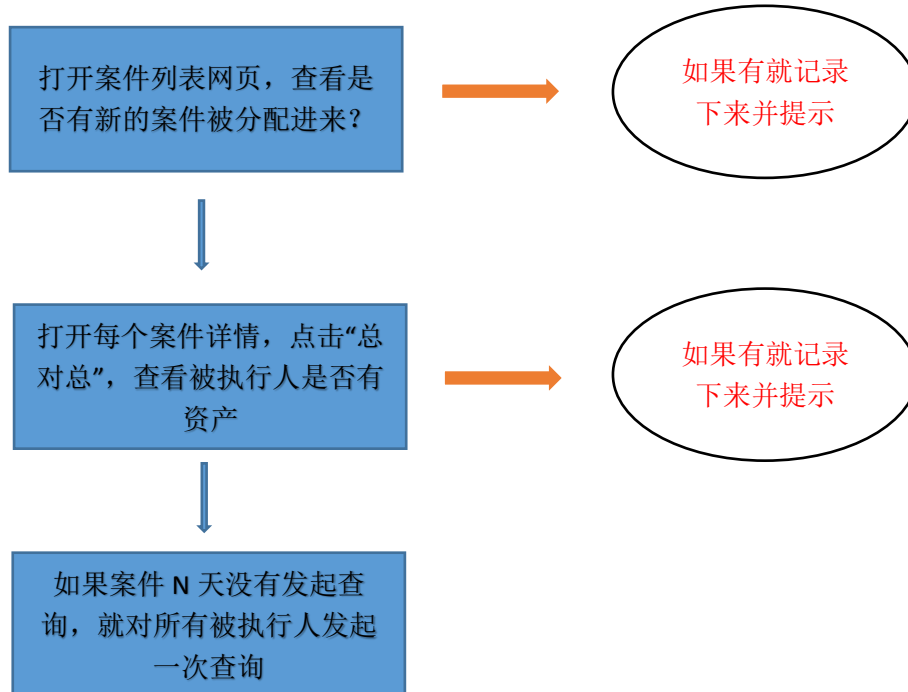 打开案件列表网页，查看是
否有新的案件被分配进来？
如果有就记录
下来并提示
打开每个案件详情，点击“总
对总”，查看被执行人是否有
资产
如果有就记录
下来并提示
如果案件 N 天没有发起查
询，就对所有被执行人发起
一次查询